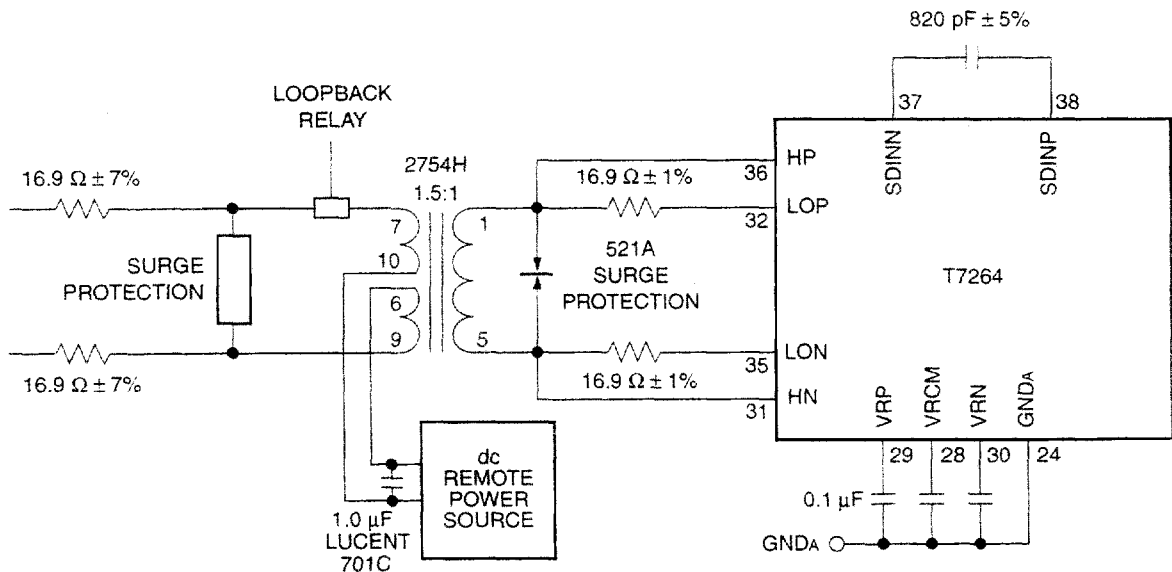 820 pF ± 5%
37
38
LOOPBACK
RELAY
SDINN
SDINP
16.9 Ω ± 7%
2754H
1.5:1
16.9 Ω ± 1%
36
HP
32
LOP
7
1
SURGE
PROTECTION
10
521A
SURGE
PROTECTION
T7264
6
9
5
16.9 Ω ± 7%
16.9 Ω ± 1%
35
LON
31
HN
VRP
VRCM
VRN
GNDA
29
28
30
24
dc
REMOTE
POWER
SOURCE
1.0 µF
LUCENT
701C
0.1 µF
GNDA